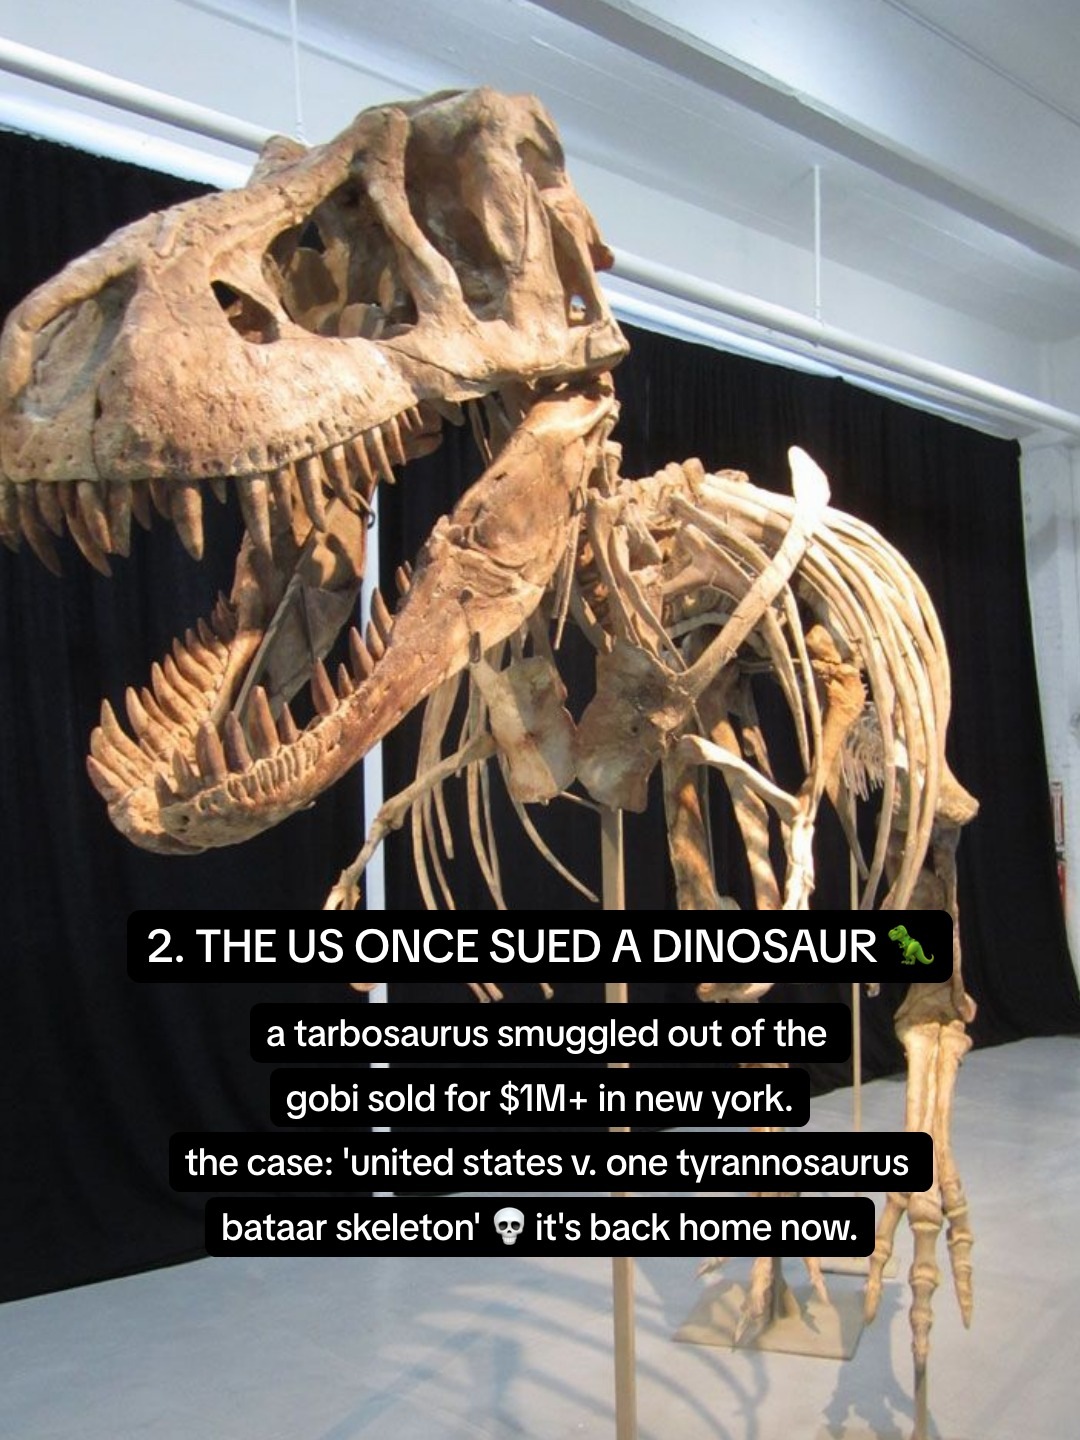 2. THE US ONCE SUED A DINOSAUR 🦖
a tarbosaurus smuggled out of the
gobi sold for $1M+ in new york.
the case: 'united states v. one tyrannosaurus
bataar skeleton' 💀 it's back home now.